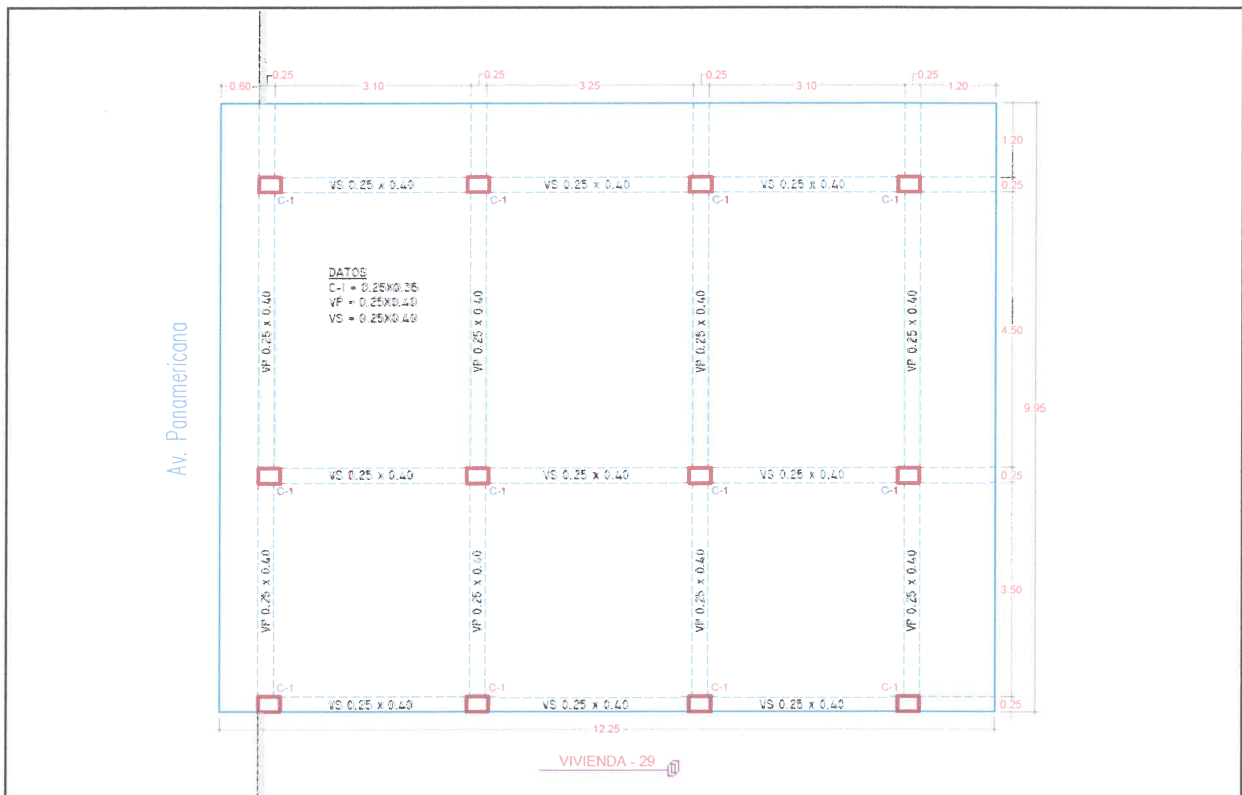 0.25 0.25 0.25 0.25
0.60 3.10 3.25 3.10 1.20
1.20
VS 0.25 x 0.40 VS 0.25 x 0.40 VS 0.25 x 0.40
0.25
C-1 C-1 C-1 C-1
DATOS
C-1 = 0.25X0.35
VP = 0.25X0.40
VS = 0.25X0.40
VP 0.25 x 0.40 VP 0.25 x 0.40 VP 0.25 x 0.40 VP 0.25 x 0.40
4.50
Av. Panamericana
9.95
VS 0.25 x 0.40 VS 0.25 x 0.40 VS 0.25 x 0.40
0.25
C-1 C-1 C-1 C-1
VP 0.25 x 0.40 VP 0.25 x 0.40 VP 0.25 x 0.40 VP 0.25 x 0.40
3.50
C-1 C-1 C-1 C-1
VS 0.25 x 0.40 VS 0.25 x 0.40 VS 0.25 x 0.40
0.25
12.25
VIVIENDA - 29